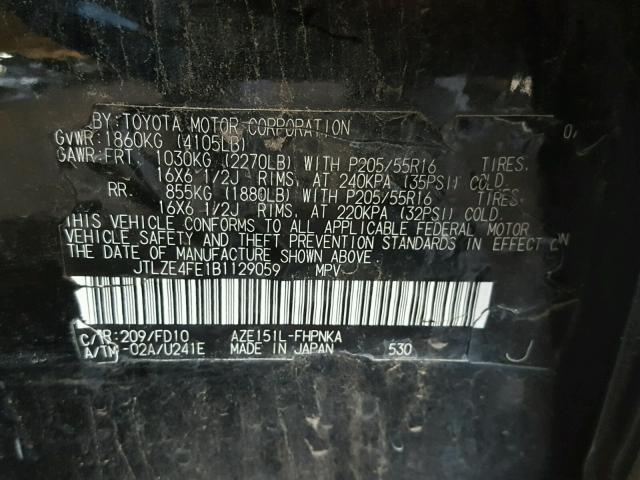 BY:TOYOTA MOTOR CORPORATION
GVWR:1860KG (4105LB)
GAWR:FRT. 1030KG (2270LB) WITH P205/55R16 TIRES.
16X6 1/2J RIMS, AT 240KPA (35PSI) COLD.
RR. 855KG (1880LB) WITH P205/55R16 TIRES.
16X6 1/2J RIMS, AT 220KPA (32PSI) COLD.
THIS VEHICLE CONFORMS TO ALL APPLICABLE FEDERAL MOTOR
VEHICLE SAFETY AND THEFT PREVENTION STANDARDS IN EFFECT ON
THE DATE OF MANUFACTURE SHOWN ABOVE.
JTLZE4FE1B1129059 MPV
C/TR:209/FD10 AZE151L-FHPNKA
A/TM:-02A/U241E MADE IN JAPAN 530 J